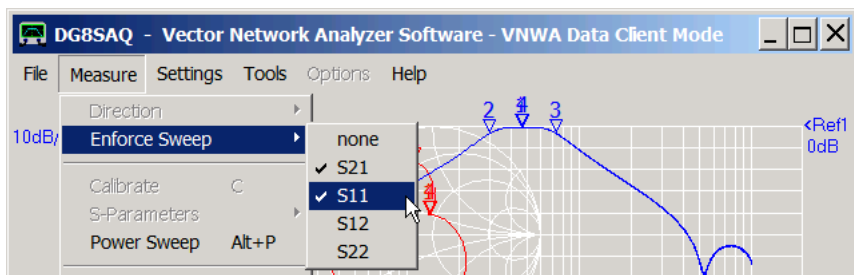 DG8SAQ - Vector Network Analyzer Software - VNWA Data Client Mode
File Measure Settings Tools Options Help
Direction
2 4 3
<Ref1
10dB/ Enforce Sweep none 0dB
S21
Calibrate C S11
S-Parameters S12
Power Sweep Alt+P S22